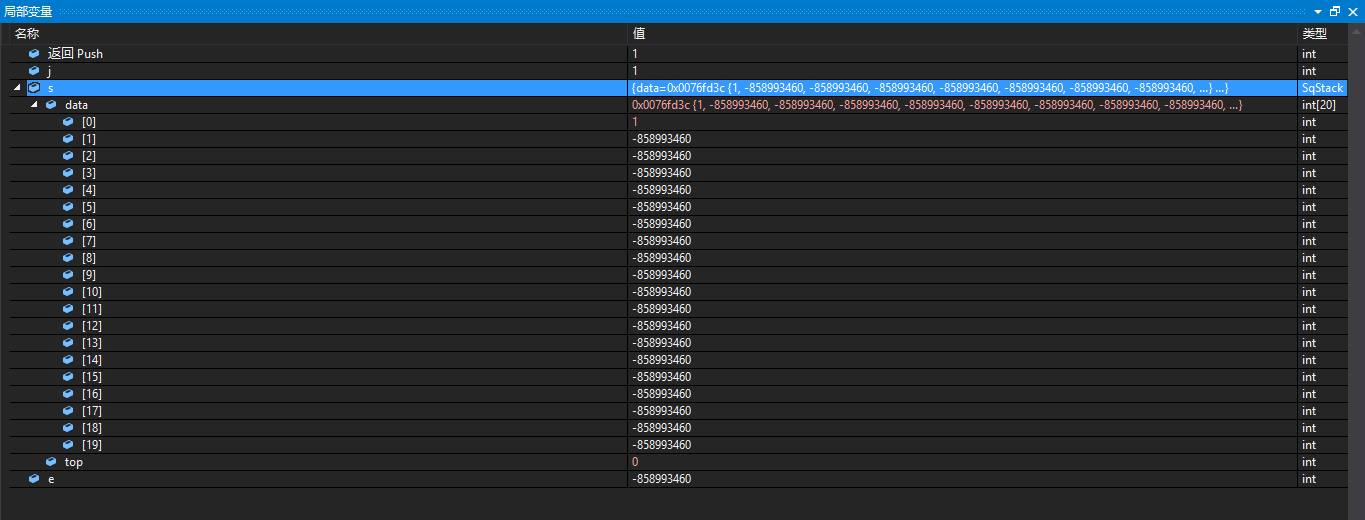 局部变量
名称 值 类型
返回 Push 1 int
j 1 int
s {data=0x0076fd3c {1, -858993460, -858993460, -858993460, -858993460, -858993460, -858993460, -858993460, ...} ...} SqStack
data 0x0076fd3c {1, -858993460, -858993460, -858993460, -858993460, -858993460, -858993460, -858993460, ...} int[20]
[0] 1 int
[1] -858993460 int
[2] -858993460 int
[3] -858993460 int
[4] -858993460 int
[5] -858993460 int
[6] -858993460 int
[7] -858993460 int
[8] -858993460 int
[9] -858993460 int
[10] -858993460 int
[11] -858993460 int
[12] -858993460 int
[13] -858993460 int
[14] -858993460 int
[15] -858993460 int
[16] -858993460 int
[17] -858993460 int
[18] -858993460 int
[19] -858993460 int
top 0 int
e -858993460 int